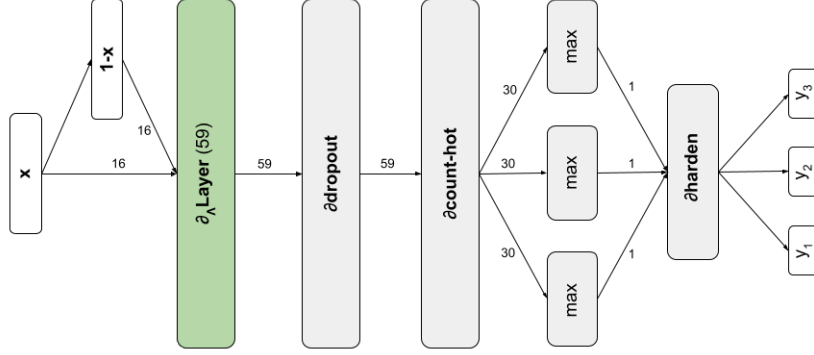 x
1-x
16
16
∂∧Layer (59)
59
∂dropout
59
∂count-hot
30
30
30
max
max
max
1
1
1
∂harden
y₃
y₂
y₁